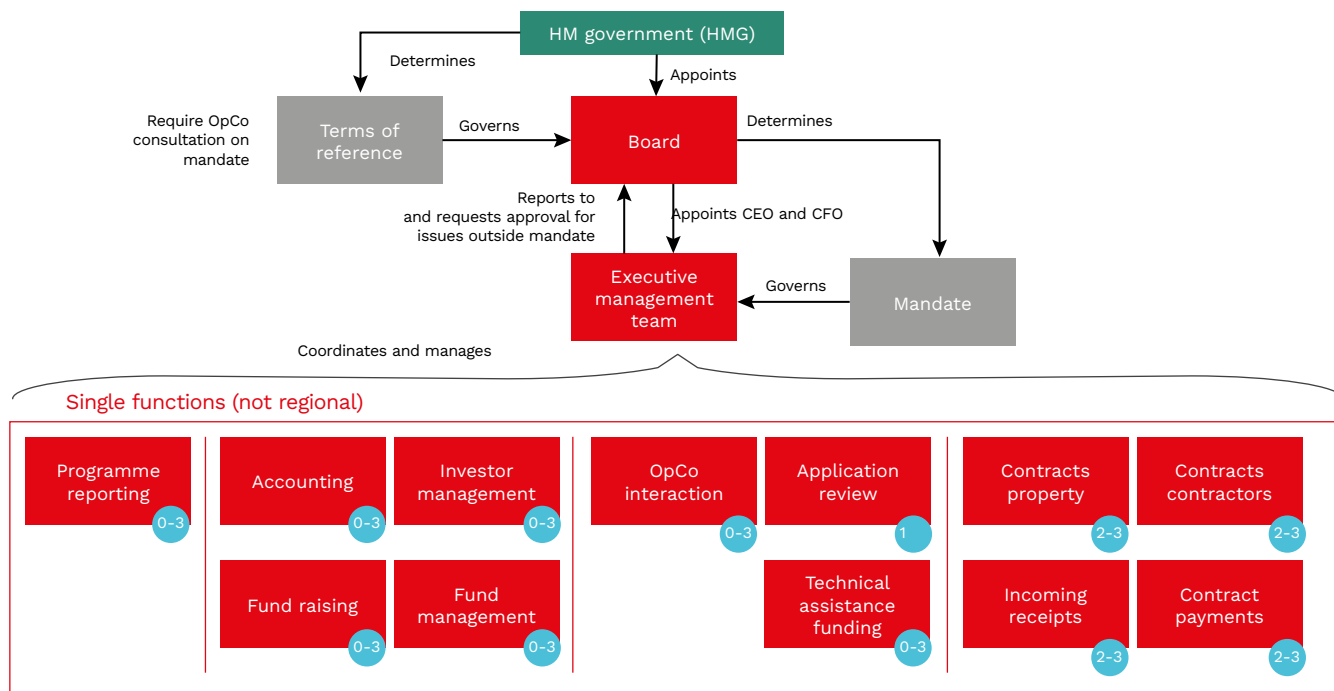 HM government (HMG)
Determines
Appoints
Require OpCo
consultation on
mandate
Terms of
reference
Governs
Board
Determines
Reports to
and requests approval for
issues outside mandate
Appoints CEO and CFO
Executive
management
team
Governs
Mandate
Coordinates and manages
Single functions (not regional)
Programme
reporting
0-3
Accounting
0-3
Investor
management
0-3
OpCo
interaction
0-3
Application
review
1
Contracts
property
2-3
Contracts
contractors
2-3
Fund raising
0-3
Fund
management
0-3
Technical
assistance
funding
0-3
Incoming
receipts
2-3
Contract
payments
2-3